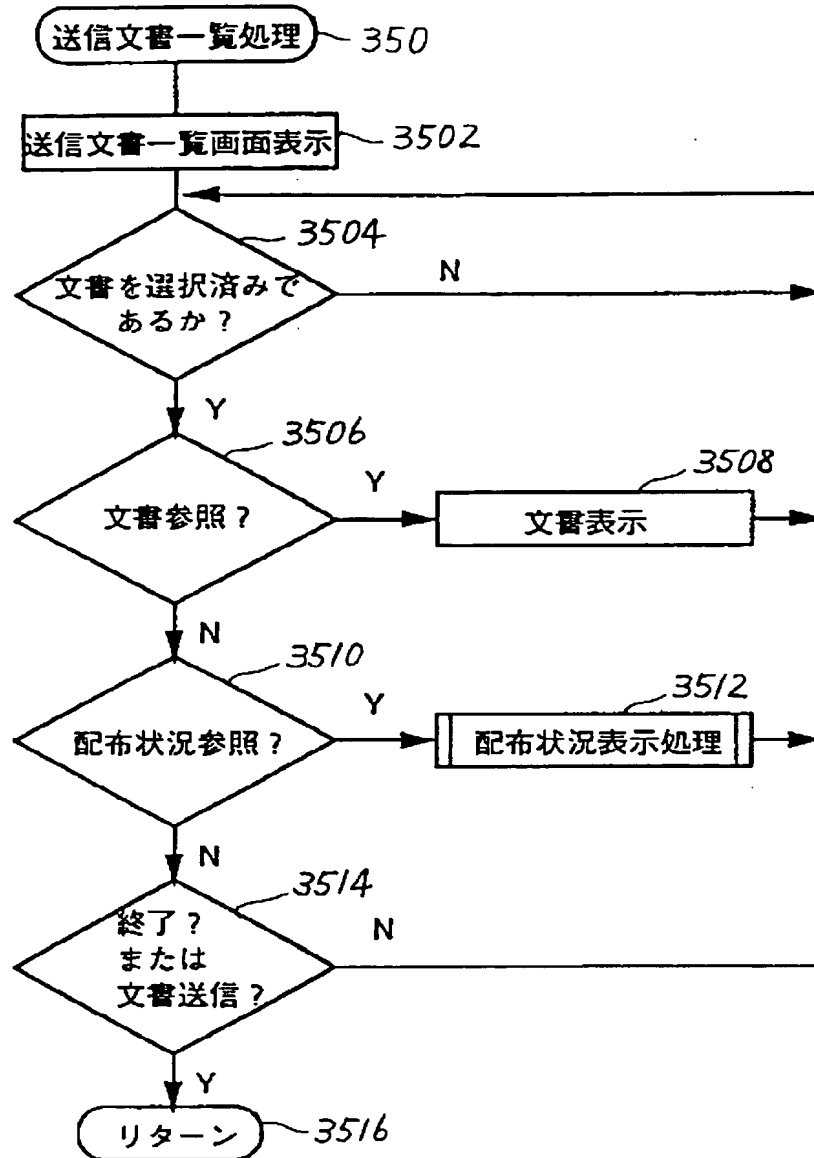 送信文書一覧処理 350
送信文書一覧画面表示 3502
3504
文書を選択済みで
あるか?
N
Y
3506
文書参照?
Y
3508
文書表示
N
3510
配布状況参照?
Y
3512
配布状況表示処理
N
3514
終了?
または
文書送信?
N
Y
リターン 3516